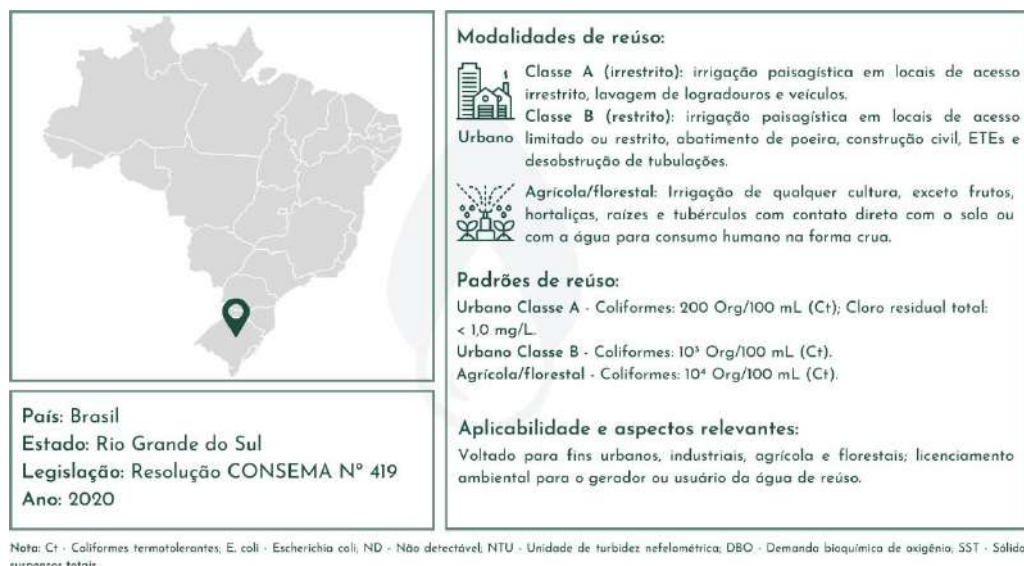 Modalidades de reúso:
Classe A (irrestrito): irrigação paisagística em locais de acesso
irrestrito, lavagem de logradouros e veículos.
Classe B (restrito): irrigação paisagística em locais de acesso
Urbano limitado ou restrito, abatimento de poeira, construção civil, ETEs e
desobstrução de tubulações.
Agrícola/florestal: Irrigação de qualquer cultura, exceto frutos,
hortaliças, raízes e tubérculos com contato direto com o solo ou
com a água para consumo humano na forma crua.
Padrões de reúso:
Urbano Classe A - Coliformes: 200 Org/100 mL (Ct); Cloro residual total:
< 1,0 mg/L.
Urbano Classe B - Coliformes: 10³ Org/100 mL (Ct).
Agrícola/florestal - Coliformes: 10⁴ Org/100 mL (Ct).
Aplicabilidade e aspectos relevantes:
Voltado para fins urbanos, industriais, agrícola e florestais; licenciamento
ambiental para o gerador ou usuário da água de reúso.
País: Brasil
Estado: Rio Grande do Sul
Legislação: Resolução CONSEMA Nº 419
Ano: 2020
Nota: Ct - Coliformes termotolerantes; E. coli - Escherichia coli; ND - Não detectável; NTU - Unidade de turbidez nefelométrica; DBO - Demanda bioquímica de oxigênio; SST - Sólido
suspensos totais